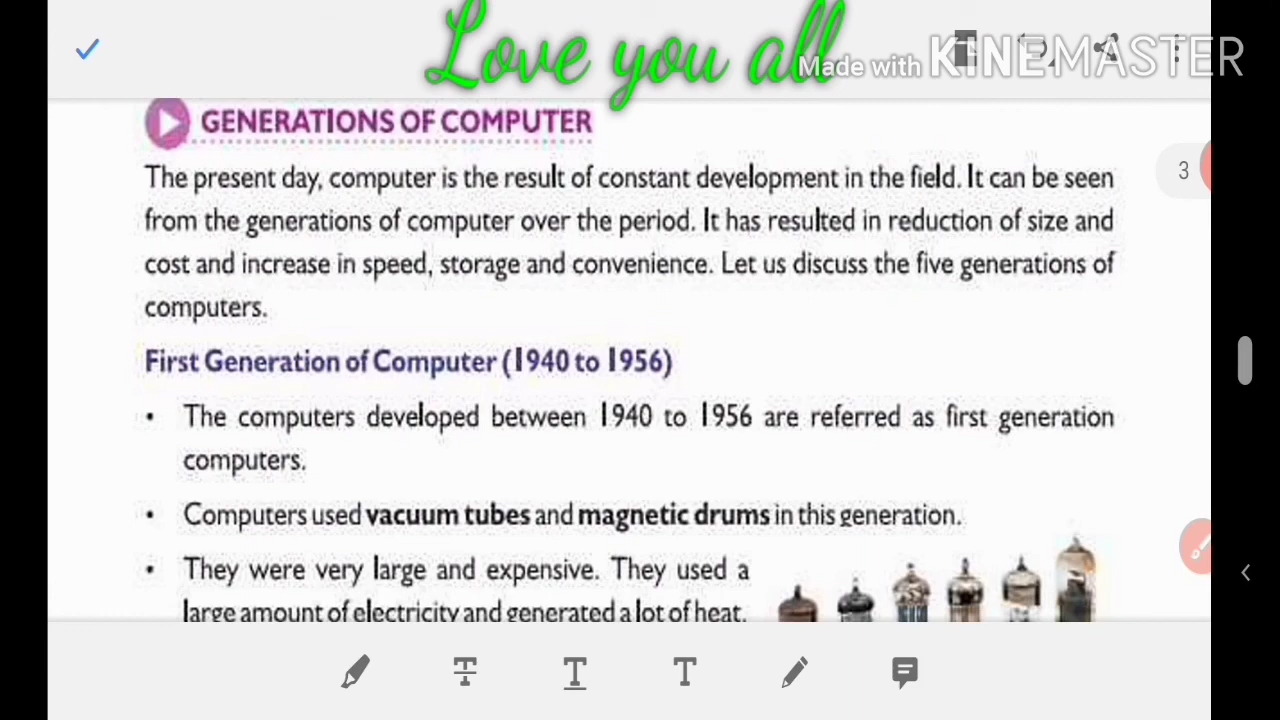 Love you all
Made with KINEMASTER
GENERATIONS OF COMPUTER
3
The present day, computer is the result of constant development in the field. It can be seen
from the generations of computer over the period. It has resulted in reduction of size and
cost and increase in speed, storage and convenience. Let us discuss the five generations of
computers.
First Generation of Computer (1940 to 1956)
• The computers developed between 1940 to 1956 are referred as first generation
computers.
• Computers used vacuum tubes and magnetic drums in this generation.
• They were very large and expensive. They used a
large amount of electricity and generated a lot of heat.